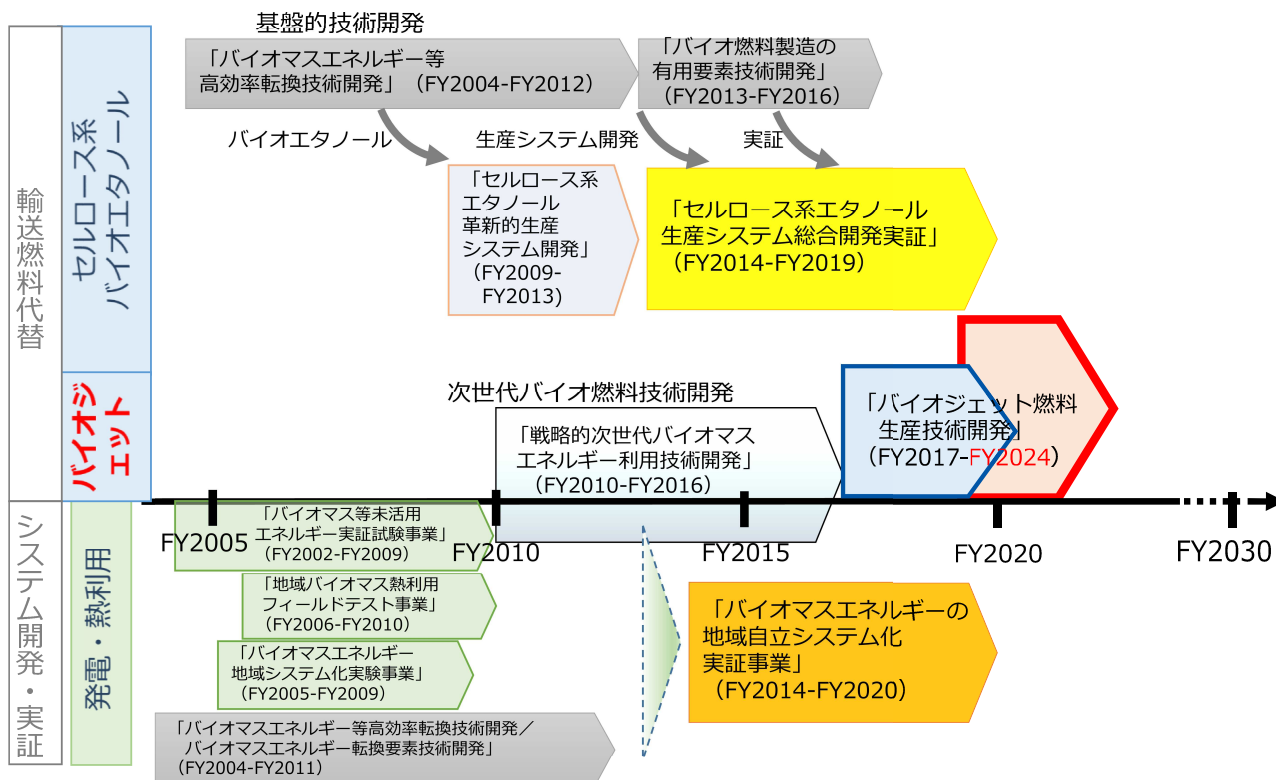 輸送燃料代替
システム開発・実証
セルロース系
バイオエタノール
バイオジ
ェット
発電・熱利用
基盤的技術開発
「バイオマスエネルギー等
高効率転換技術開発」（FY2004-FY2012）
「バイオ燃料製造の
有用要素技術開発」
（FY2013-FY2016）
バイオエタノール
生産システム開発
実証
「セルロース系
エタノール
革新的生産
システム開発」
（FY2009-
FY2013)
「セルロース系エタノール
生産システム総合開発実証」
（FY2014-FY2019）
次世代バイオ燃料技術開発
「戦略的次世代バイオマス
エネルギー利用技術開発」
（FY2010-FY2016）
「バイオジェット燃料
生産技術開発」
（FY2017-FY2024）
FY2005
FY2010
FY2015
FY2020
FY2030
「バイオマス等未活用
エネルギー実証試験事業」
（FY2002-FY2009）
「地域バイオマス熱利用
フィールドテスト事業」
（FY2006-FY2010）
「バイオマスエネルギー
地域システム化実験事業」
（FY2005-FY2009）
「バイオマスエネルギー等高効率転換技術開発／
バイオマスエネルギー転換要素技術開発」
（FY2004-FY2011）
「バイオマスエネルギーの
地域自立システム化
実証事業」
（FY2014-FY2020）